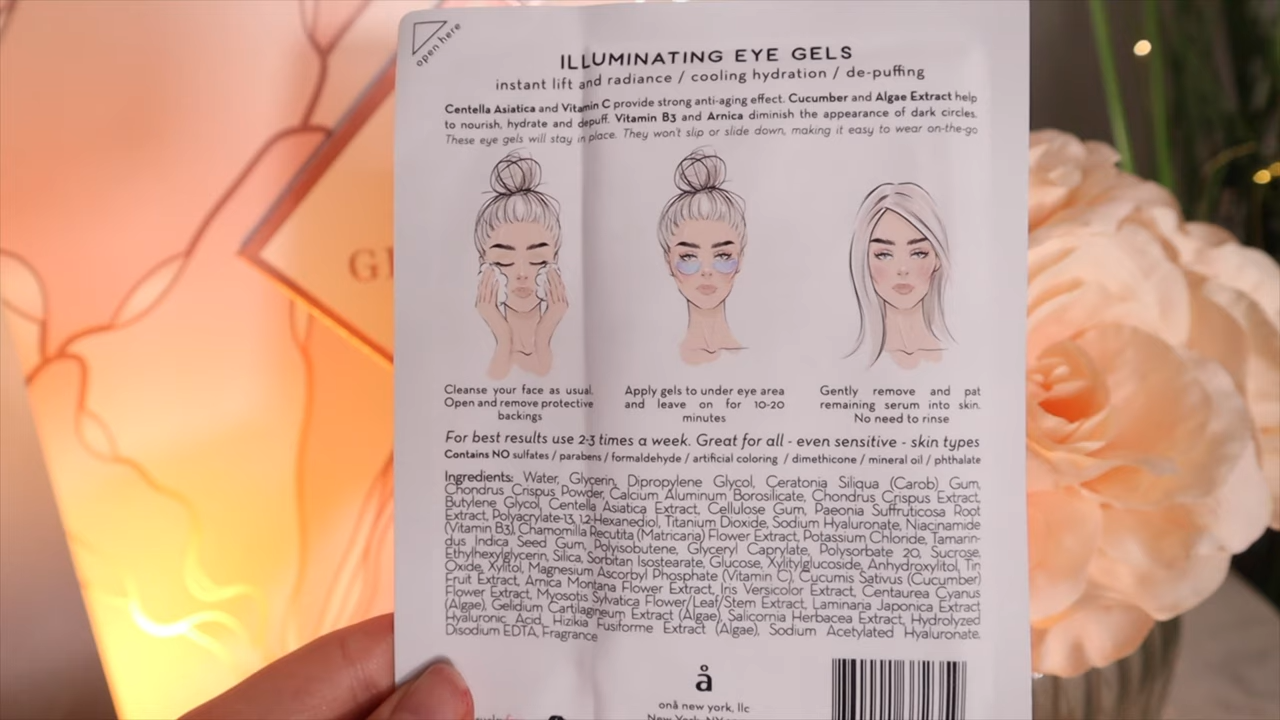 open here
ILLUMINATING EYE GELS
instant lift and radiance / cooling hydration / de-puffing
Centella Asiatica and Vitamin C provide strong anti-aging effect. Cucumber and Algae Extract help
to nourish, hydrate and depuff. Vitamin B3 and Arnica diminish the appearance of dark circles.
These eye gels will stay in place. They won't slip or slide down, making it easy to wear on-the-go
Cleanse your face as usual.
Open and remove protective
backings
Apply gels to under eye area
and leave on for 10-20
minutes
Gently remove and pat
remaining serum into skin.
No need to rinse
For best results use 2-3 times a week. Great for all - even sensitive - skin types
Contains NO sulfates / parabens / formaldehyde / artificial coloring / dimethicone / mineral oil / phthalate
Ingredients: Water, Glycerin, Dipropylene Glycol, Ceratonia Siliqua (Carob) Gum,
Chondrus Crispus Powder, Calcium Aluminum Borosilicate, Chondrus Crispus Extract,
Butylene Glycol, Centella Asiatica Extract, Cellulose Gum, Paeonia Suffruticosa Root
Extract, Polyacrylate-13, 1,2-Hexanediol, Titanium Dioxide, Sodium Hyaluronate, Niacinamide
(Vitamin B3), Chamomilla Recutita (Matricaria) Flower Extract, Potassium Chloride, Tamarin-
dus Indica Seed Gum, Polyisobutene, Glyceryl Caprylate, Polysorbate 20, Sucrose,
Ethylhexylglycerin, Silica, Sorbitan Isostearate, Glucose, Xylitylglucoside, Anhydroxylitol, Tin
Oxide, Xylitol, Magnesium Ascorbyl Phosphate (Vitamin C), Cucumis Sativus (Cucumber)
Fruit Extract, Arnica Montana Flower Extract, Iris Versicolor Extract, Centaurea Cyanus
Flower Extract, Myosotis Sylvatica Flower/Leaf/Stem Extract, Laminaria Japonica Extract
(Algae), Gelidium Cartilagineum Extract (Algae), Salicornia Herbacea Extract, Hydrolyzed
Hyaluronic Acid, Hizikia Fusiforme Extract (Algae), Sodium Acetylated Hyaluronate,
Disodium EDTA, Fragrance
å
onå new york, llc
New York, NY